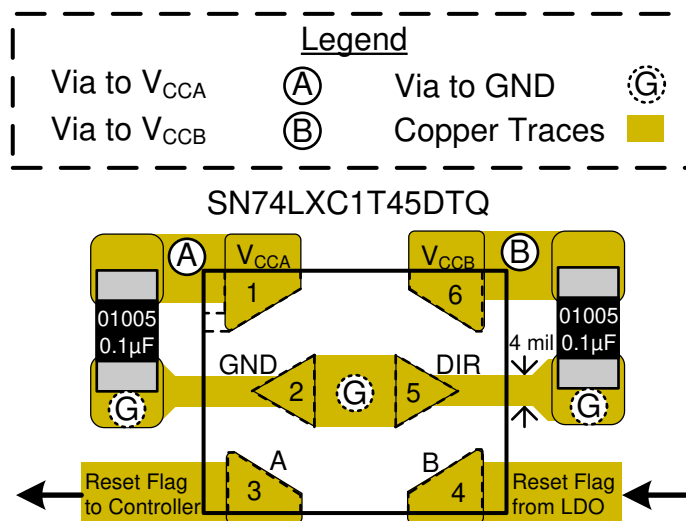 Legend
Via to VCCA A Via to GND G
Via to VCCB B Copper Traces
SN74LXC1T45DTQ
A B
VCCA VCCB
1 6
01005 01005
0.1µF 0.1µF
4 mil
GND DIR
2 G 5
G G
A B
Reset Flag Reset Flag
to Controller from LDO
3 4